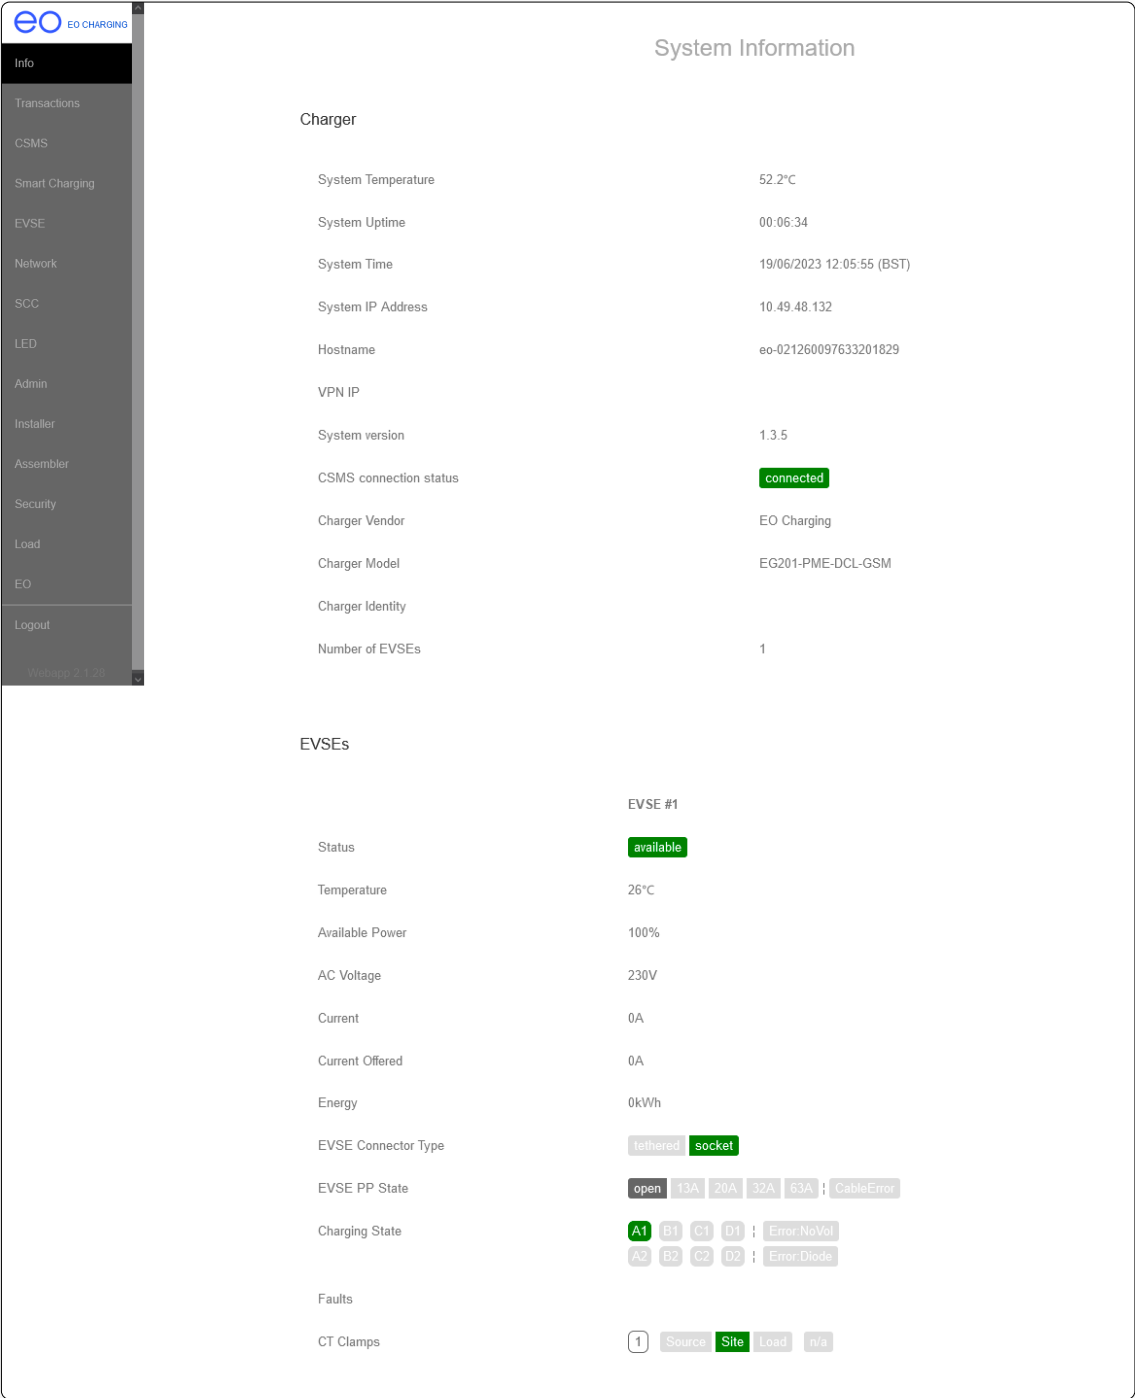 eo EO CHARGING
Info
Transactions
CSMS
Smart Charging
EVSE
Network
SCC
LED
Admin
Installer
Assembler
Security
Load
EO
Logout
Webapp 2.1.26
System Information
Charger
System Temperature 52.2°C
System Uptime 00:06:34
System Time 19/06/2023 12:05:55 (BST)
System IP Address 10.49.48.132
Hostname eo-021260097633201829
VPN IP
System version 1.3.5
CSMS connection status connected
Charger Vendor EO Charging
Charger Model EG201-PME-DCL-GSM
Charger Identity
Number of EVSEs 1
EVSEs
EVSE #1
Status available
Temperature 26°C
Available Power 100%
AC Voltage 230V
Current 0A
Current Offered 0A
Energy 0kWh
EVSE Connector Type tethered socket
EVSE PP State open 13A 20A 32A 63A ¦ CableError
Charging State A1 B1 C1 D1 ¦ Error:NoVol
A2 B2 C2 D2 ¦ Error:Diode
Faults
CT Clamps 1 Source Site Load n/a